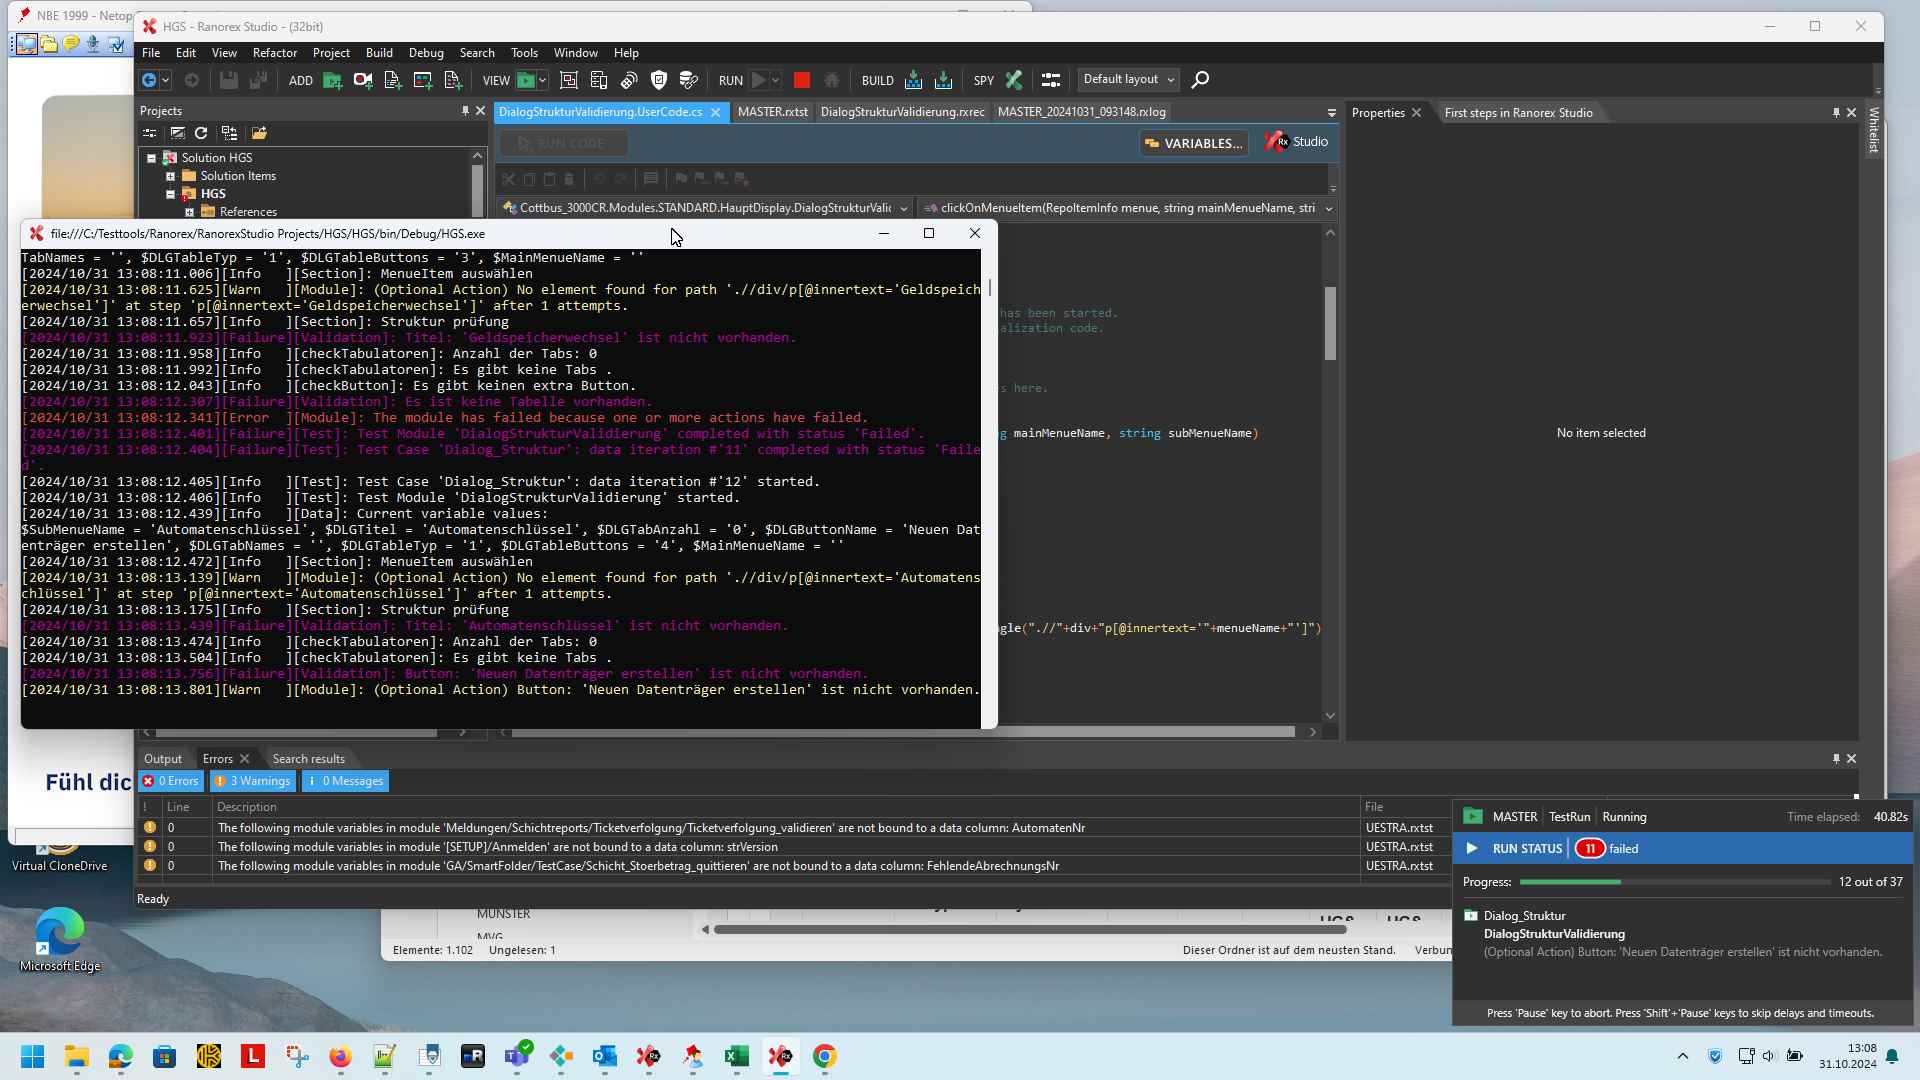 NBE 1999 - Netop
HGS - Ranorex Studio - (32bit)
File Edit View Refactor Project Build Debug Search Tools Window Help
ADD VIEW RUN BUILD SPY Default layout
Projects
DialogStrukturValidierung.UserCode.cs MASTER.rxtst DialogStrukturValidierung.rxrec MASTER_20241031_093148.rxlog
Properties First steps in Ranorex Studio
Whitelist
RUN CODE VARIABLES... Rx Studio
Solution HGS
Solution Items
HGS
References
Cottbus_3000CR.Modules.STANDARD.HauptDisplay.DialogStrukturValic clickOnMenueItem(RepoItemInfo menue, string mainMenueName, stri
file:///C:/Testtools/Ranorex/RanorexStudio Projects/HGS/HGS/bin/Debug/HGS.exe
TabNames = '', $DLGTableTyp = '1', $DLGTableButtons = '3', $MainMenueName = ''
[2024/10/31 13:08:11.006][Info   ][Section]: MenueItem auswählen
[2024/10/31 13:08:11.625][Warn   ][Module]: (Optional Action) No element found for path './/div/p[@innertext='Geldspeich
erwechsel']' at step 'p[@innertext='Geldspeicherwechsel']' after 1 attempts.
[2024/10/31 13:08:11.657][Info   ][Section]: Struktur prüfung
[2024/10/31 13:08:11.923][Failure][Validation]: Titel: 'Geldspeicherwechsel' ist nicht vorhanden.
[2024/10/31 13:08:11.958][Info   ][checkTabulatoren]: Anzahl der Tabs: 0
[2024/10/31 13:08:11.992][Info   ][checkTabulatoren]: Es gibt keine Tabs .
[2024/10/31 13:08:12.043][Info   ][checkButton]: Es gibt keinen extra Button.
[2024/10/31 13:08:12.307][Failure][Validation]: Es ist keine Tabelle vorhanden.
[2024/10/31 13:08:12.341][Error  ][Module]: The module has failed because one or more actions have failed.
[2024/10/31 13:08:12.401][Failure][Test]: Test Module 'DialogStrukturValidierung' completed with status 'Failed'.
[2024/10/31 13:08:12.404][Failure][Test]: Test Case 'Dialog_Struktur': data iteration #'11' completed with status 'Faile
d'.
[2024/10/31 13:08:12.405][Info   ][Test]: Test Case 'Dialog_Struktur': data iteration #'12' started.
[2024/10/31 13:08:12.406][Info   ][Test]: Test Module 'DialogStrukturValidierung' started.
[2024/10/31 13:08:12.439][Info   ][Data]: Current variable values:
$SubMenueName = 'Automatenschlüssel', $DLGTitel = 'Automatenschlüssel', $DLGTabAnzahl = '0', $DLGButtonName = 'Neuen Dat
enträger erstellen', $DLGTabNames = '', $DLGTableTyp = '1', $DLGTableButtons = '4', $MainMenueName = ''
[2024/10/31 13:08:12.472][Info   ][Section]: MenueItem auswählen
[2024/10/31 13:08:13.139][Warn   ][Module]: (Optional Action) No element found for path './/div/p[@innertext='Automatens
chlüssel']' at step 'p[@innertext='Automatenschlüssel']' after 1 attempts.
[2024/10/31 13:08:13.175][Info   ][Section]: Struktur prüfung
[2024/10/31 13:08:13.439][Failure][Validation]: Titel: 'Automatenschlüssel' ist nicht vorhanden.
[2024/10/31 13:08:13.474][Info   ][checkTabulatoren]: Anzahl der Tabs: 0
[2024/10/31 13:08:13.504][Info   ][checkTabulatoren]: Es gibt keine Tabs .
[2024/10/31 13:08:13.756][Failure][Validation]: Button: 'Neuen Datenträger erstellen' ist nicht vorhanden.
[2024/10/31 13:08:13.801][Warn   ][Module]: (Optional Action) Button: 'Neuen Datenträger erstellen' ist nicht vorhanden.
has been started.
alization code.
s here.
g mainMenueName, string subMenueName)
ngle(".//"+div+"p[@innertext='"+menueName+"']")
No item selected
Fühl dic
Output Errors Search results
0 Errors 3 Warnings 0 Messages
! Line Description File
0 The following module variables in module 'Meldungen/Schichtreports/Ticketverfolgung/Ticketverfolgung_validieren' are not bound to a data column: AutomatenNr UESTRA.rxtst
0 The following module variables in module '[SETUP]/Anmelden' are not bound to a data column: strVersion UESTRA.rxtst
0 The following module variables in module 'GA/SmartFolder/TestCase/Schicht_Stoerbetrag_quittieren' are not bound to a data column: FehlendeAbrechnungsNr UESTRA.rxtst
Ready
MASTER TestRun Running Time elapsed: 40.82s
RUN STATUS 11 failed
Progress: 12 out of 37
Dialog_Struktur
DialogStrukturValidierung
(Optional Action) Button: 'Neuen Datenträger erstellen' ist nicht vorhanden.
Press 'Pause' key to abort. Press 'Shift'+'Pause' keys to skip delays and timeouts.
Virtual CloneDrive
Microsoft Edge
MÜNSTER
MVG
HGS HGS
Elemente: 1.102 Ungelesen: 1 Dieser Ordner ist auf dem neusten Stand. Verbun
13:08
31.10.2024